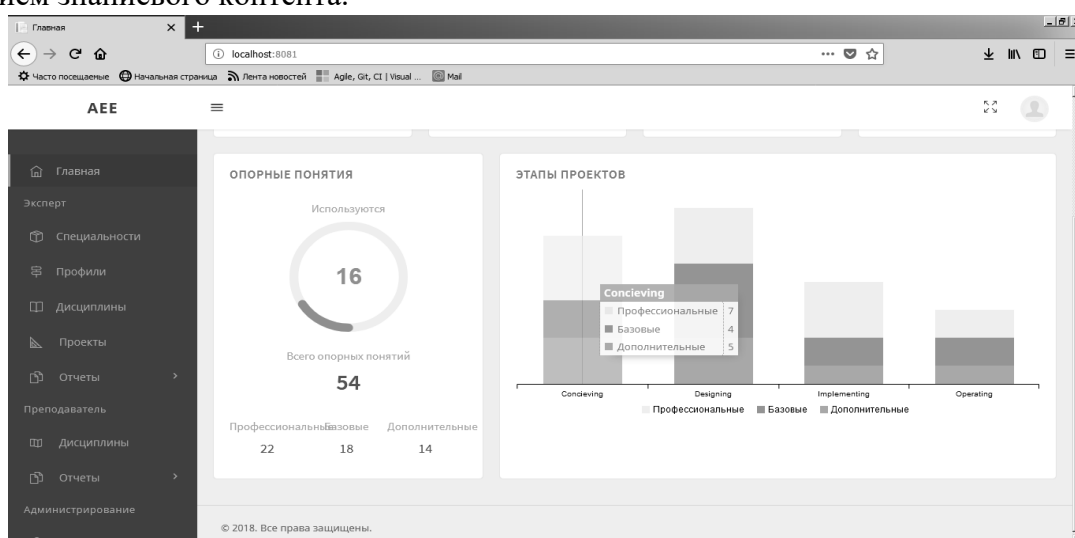 ием знаниевого контента.
Главная
localhost:8081
Часто посещаемые Начальная страница Лента новостей Agile, Git, CI | Visual ... Mail
AEE
Главная
Эксперт
Специальности
Профили
Дисциплины
Проекты
Отчеты
Преподаватель
Дисциплины
Отчеты
Администрирование
ОПОРНЫЕ ПОНЯТИЯ
Используются
16
Всего опорных понятий
54
Профессиональные Базовые Дополнительные
22 18 14
ЭТАПЫ ПРОЕКТОВ
Concieving
Профессиональные 7
Базовые 4
Дополнительные 5
Concieving Designing Implementing Operating
Профессиональные Базовые Дополнительные
© 2018. Все права защищены.